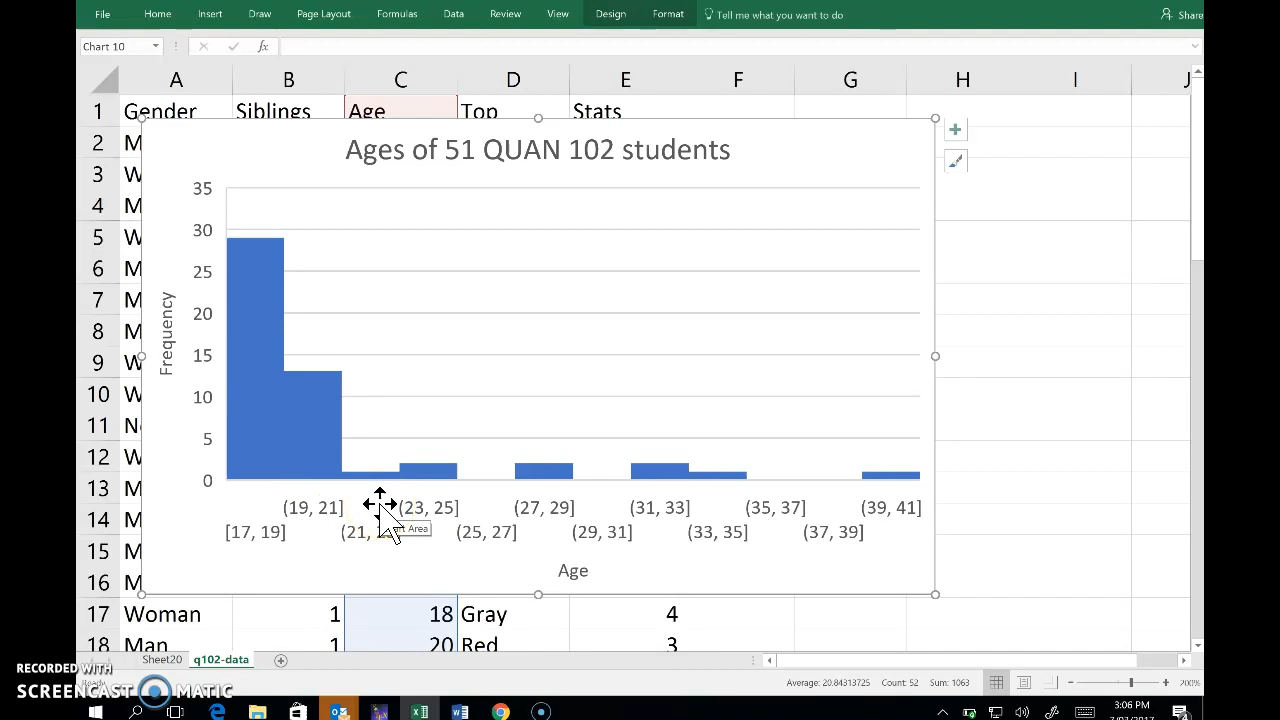 File Home Insert Draw Page Layout Formulas Data Review View Design Format Tell me what you want to do Share
Chart 10 fx
A B C D E F G H I J
1 Gender Siblings Age Top Stats
Ages of 51 QUAN 102 students
2 M
3 W
4 M
5 W
6 M
7 M
8 M
9 W
10 W
11 N
12 W
13 M
14 M
15 M
16 M
35
30
25
20
15
10
5
0
Frequency
(19, 21] (23, 25] (27, 29] (31, 33] (35, 37] (39, 41]
[17, 19] (21, (25, 27] (29, 31] (33, 35] (37, 39]
Area
Age
17 Woman 1 18 Gray 4
18 Man 1 20 Red 3
Sheet20 q102-data
Ready Average: 20.84313725 Count: 52 Sum: 1063 200%
RECORDED WITH
SCREENCAST MATIC
3:06 PM